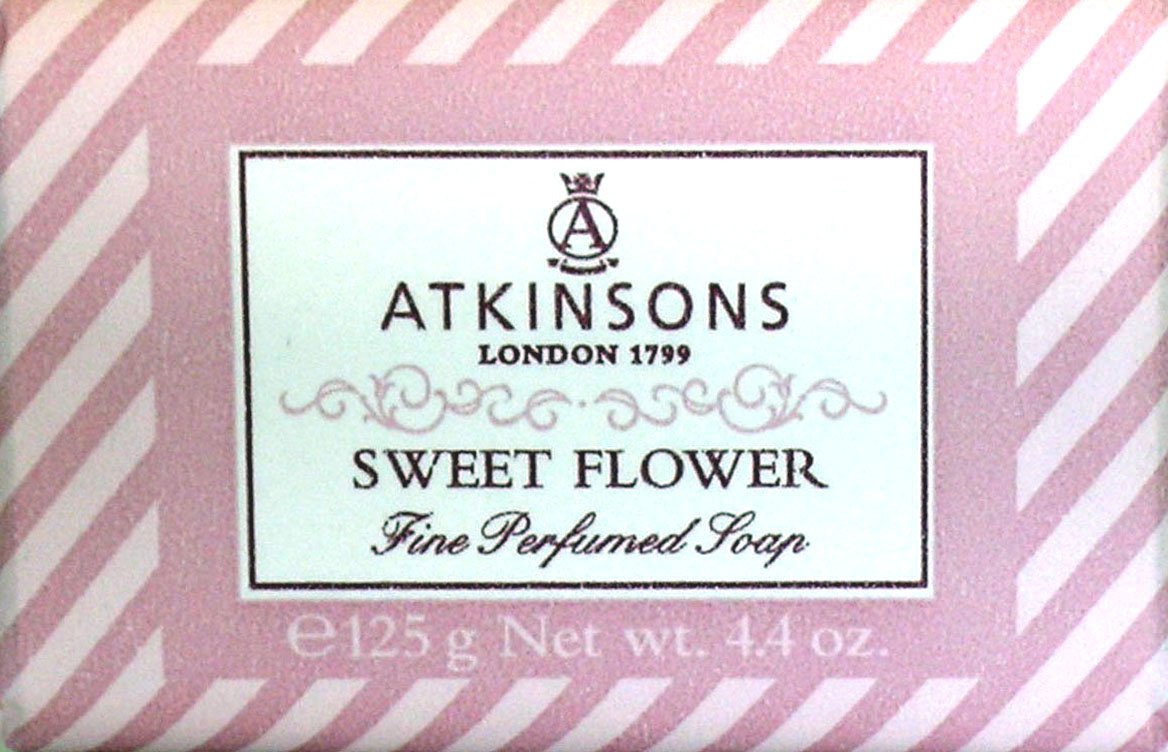 A
ATKINSONS
LONDON 1799
SWEET FLOWER
Fine Perfumed Soap
℮125 g Net wt. 4.4 oz.